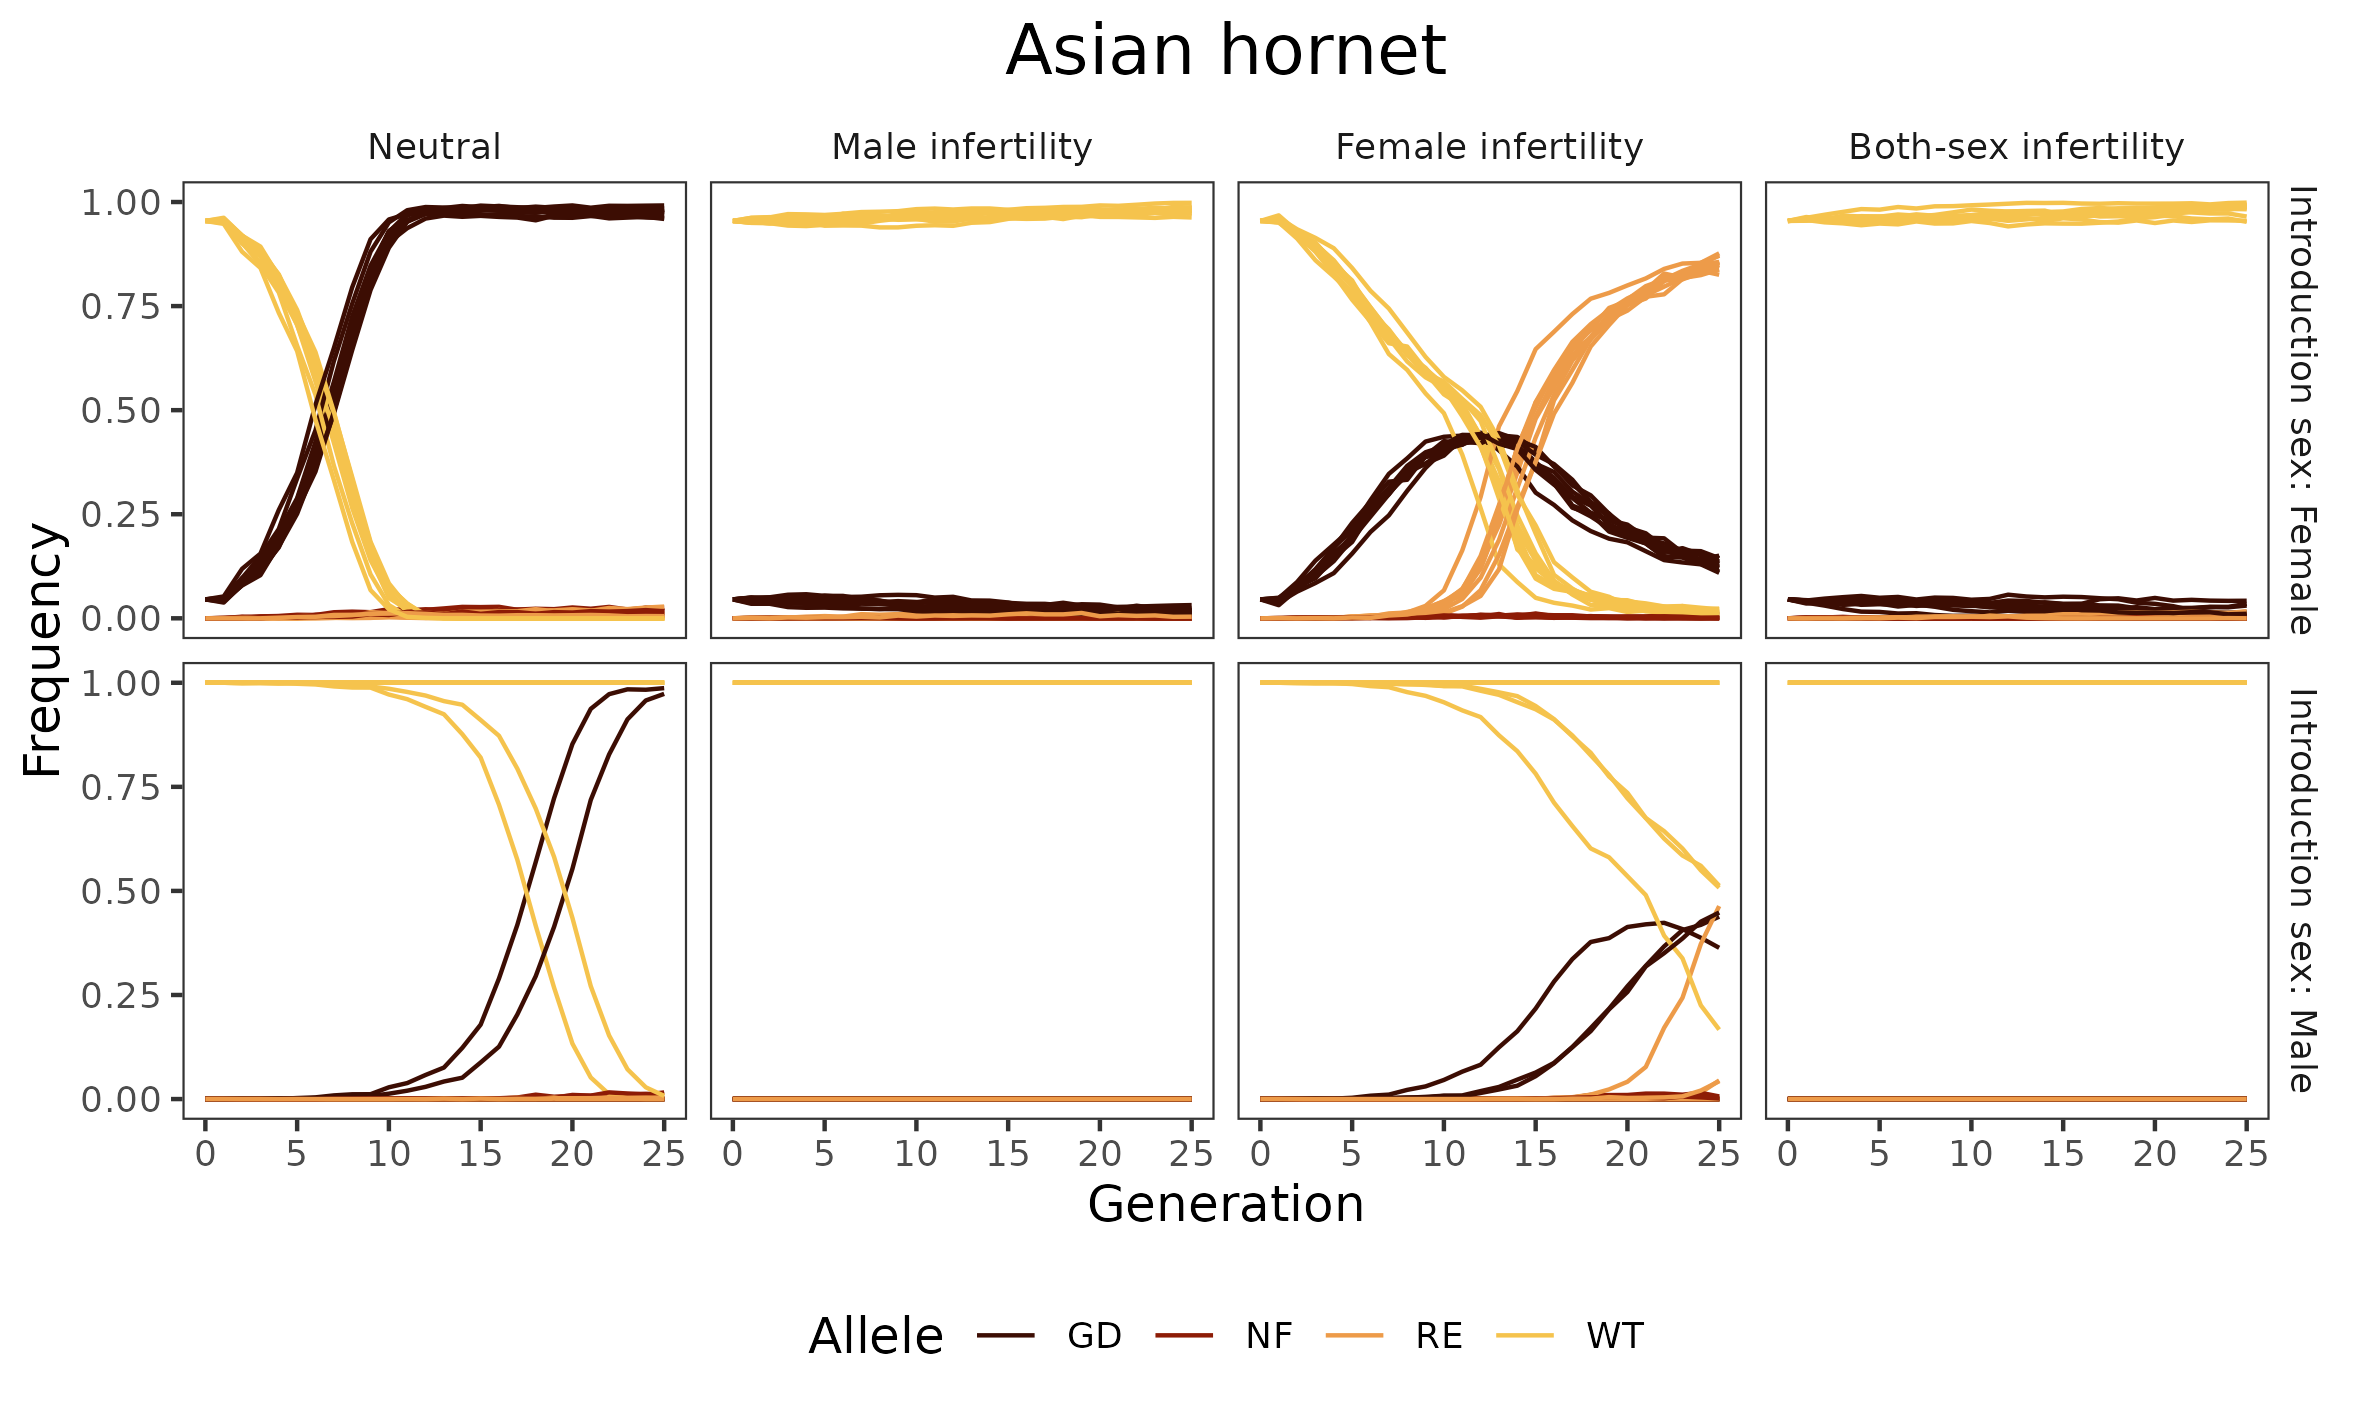 Asian hornet
Neutral
Male infertility
Female infertility
Both-sex infertility
Frequency
1.00
0.75
0.50
0.25
0.00
Introduction sex: Female
1.00
0.75
0.50
0.25
0.00
Introduction sex: Male
0 5 10 15 20 25
0 5 10 15 20 25
0 5 10 15 20 25
0 5 10 15 20 25
Generation
Allele GD NF RE WT